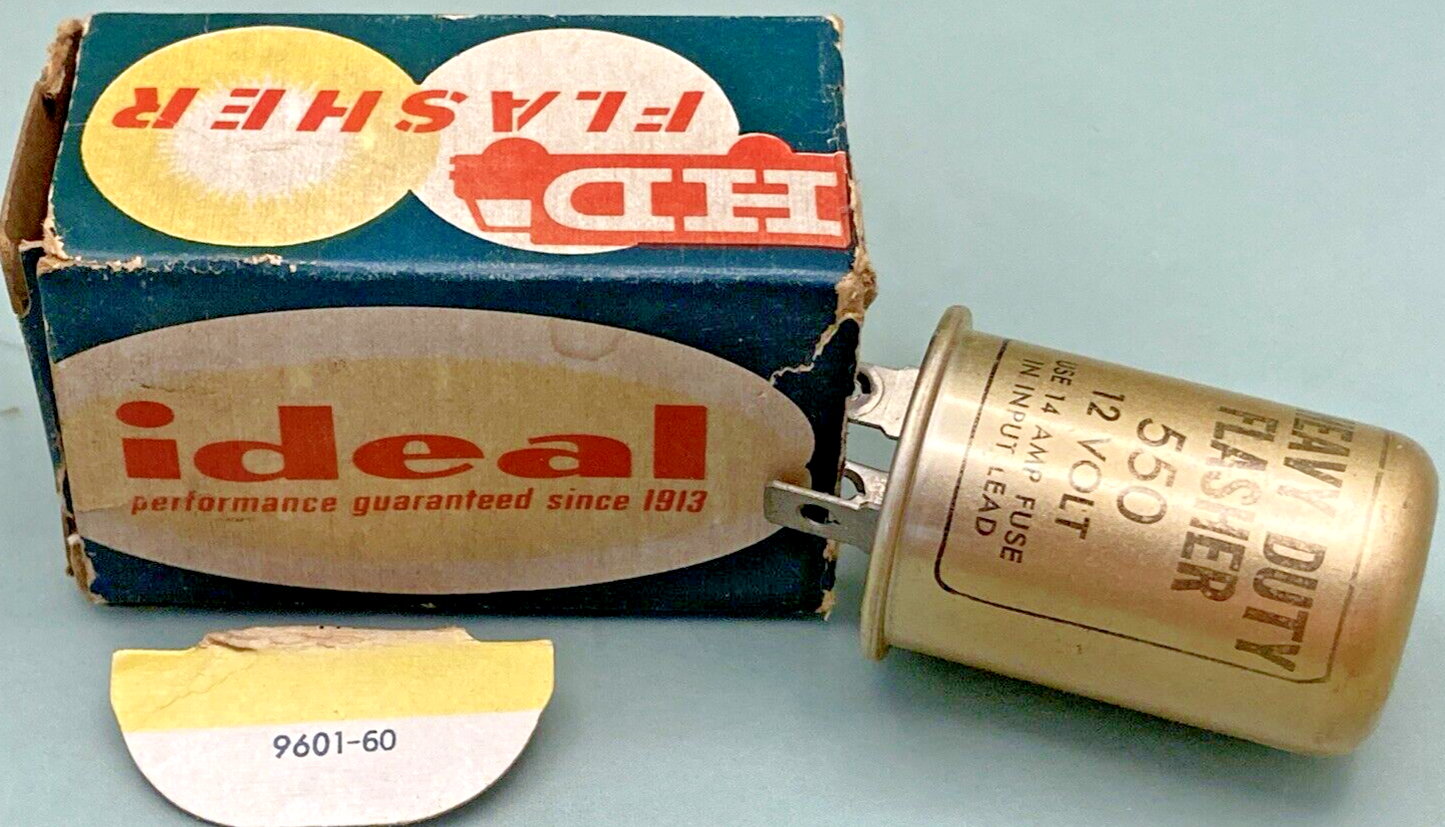 HD
FLASHER
ideal
performance guaranteed since 1913
HEAVY DUTY
FLASHER
550
12 VOLT
USE 14 AMP FUSE
IN INPUT LEAD
9601-60